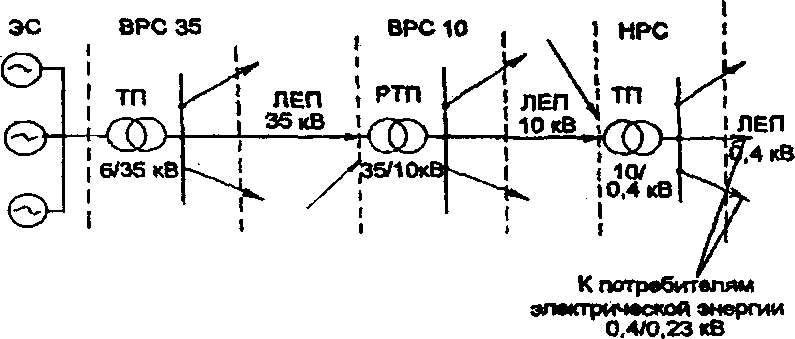 ЭС
ВРС 35
ВРС 10
НРС
ТП
ЛЕП
35 кВ
РТП
ЛЕП
10 кВ
ТП
ЛЕП
0,4 кВ
6/35 кВ
35/10кВ
10/
0,4 кВ
К потребителям
электрической энергии
0,4/0,23 кВ